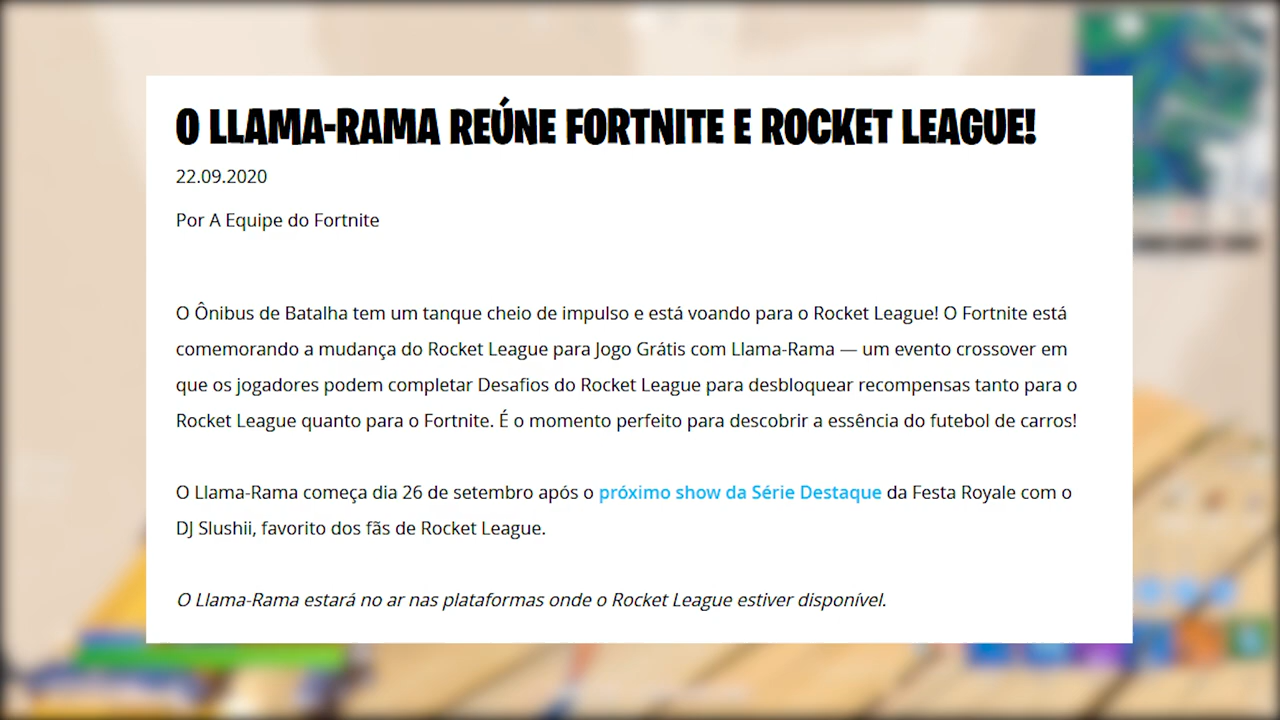 O LLAMA-RAMA REÚNE FORTNITE E ROCKET LEAGUE!
22.09.2020
Por A Equipe do Fortnite
O Ônibus de Batalha tem um tanque cheio de impulso e está voando para o Rocket League! O Fortnite está
comemorando a mudança do Rocket League para Jogo Grátis com Llama-Rama — um evento crossover em
que os jogadores podem completar Desafios do Rocket League para desbloquear recompensas tanto para o
Rocket League quanto para o Fortnite. É o momento perfeito para descobrir a essência do futebol de carros!
O Llama-Rama começa dia 26 de setembro após o próximo show da Série Destaque da Festa Royale com o
DJ Slushii, favorito dos fãs de Rocket League.
O Llama-Rama estará no ar nas plataformas onde o Rocket League estiver disponível.